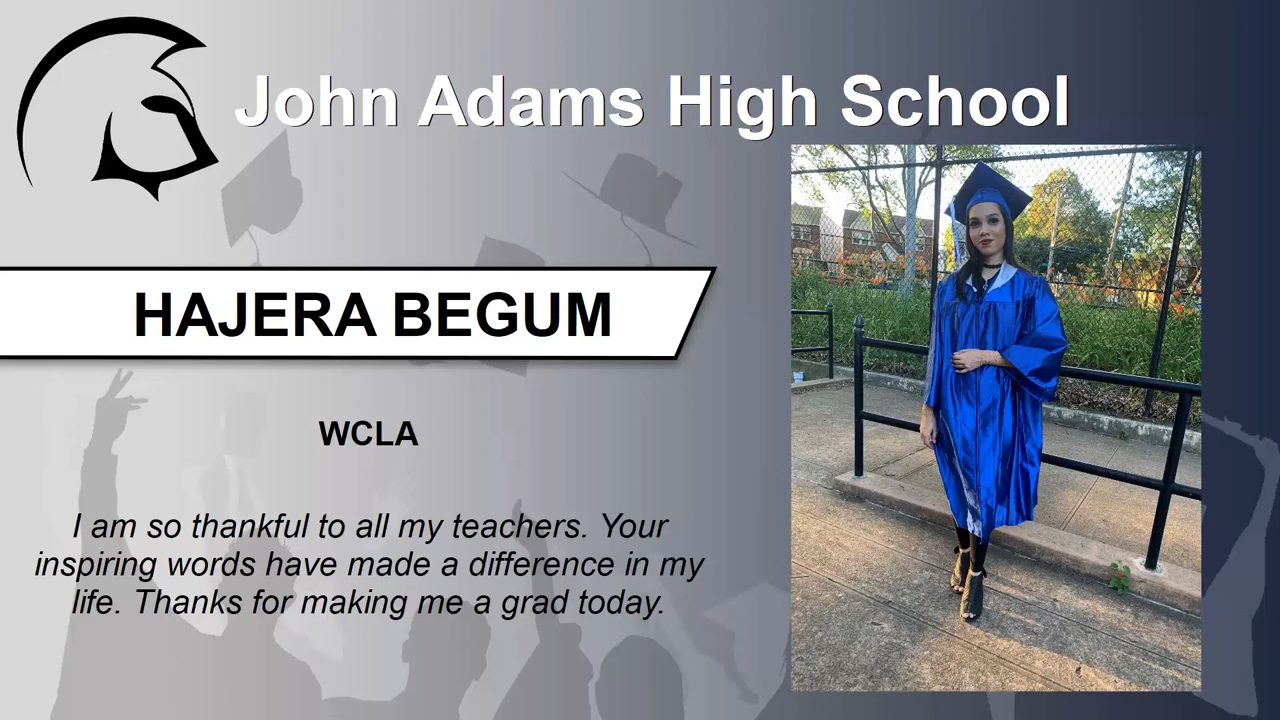 John Adams High School
HAJERA BEGUM
WCLA
I am so thankful to all my teachers. Your
inspiring words have made a difference in my
life. Thanks for making me a grad today.